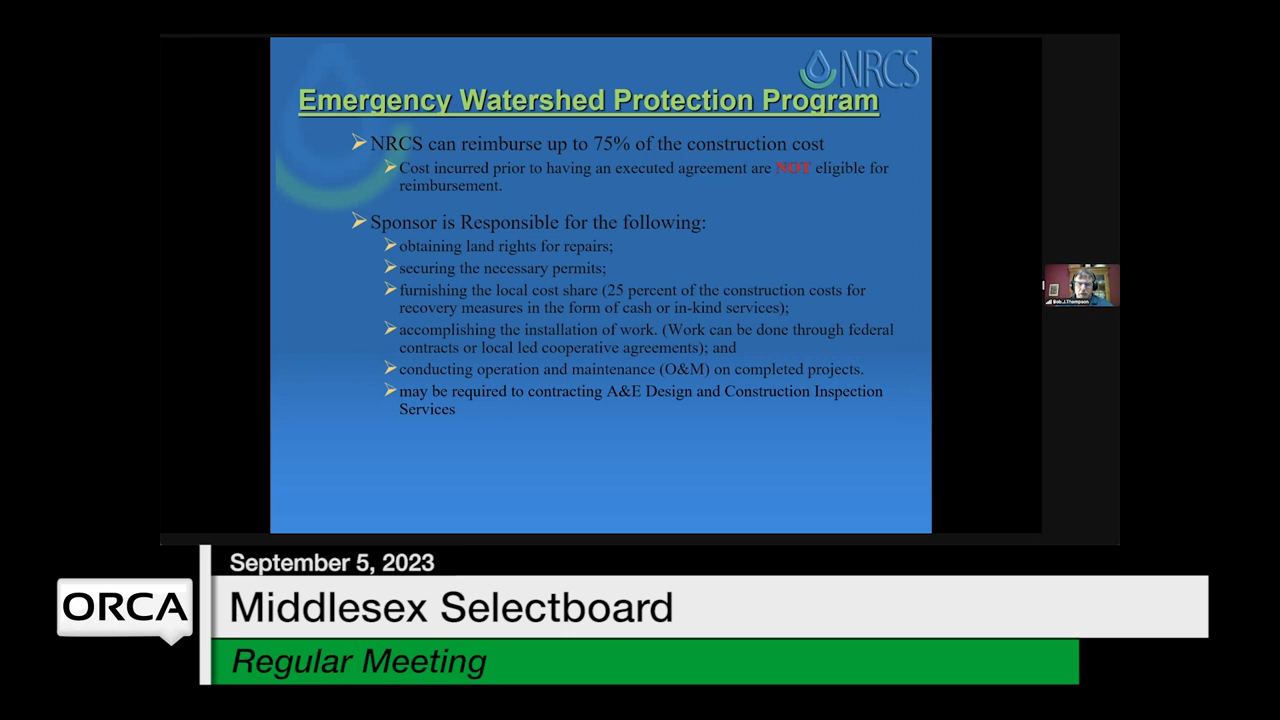 NRCS
Emergency Watershed Protection Program
NRCS can reimburse up to 75% of the construction cost
Cost incurred prior to having an executed agreement are NOT eligible for
reimbursement.
Sponsor is Responsible for the following:
obtaining land rights for repairs;
securing the necessary permits;
furnishing the local cost share (25 percent of the construction costs for
recovery measures in the form of cash or in-kind services);
accomplishing the installation of work. (Work can be done through federal
contracts or local led cooperative agreements); and
conducting operation and maintenance (O&M) on completed projects.
may be required to contracting A&E Design and Construction Inspection
Services
Bob.J.Thompson
September 5, 2023
ORCA
Middlesex Selectboard
Regular Meeting